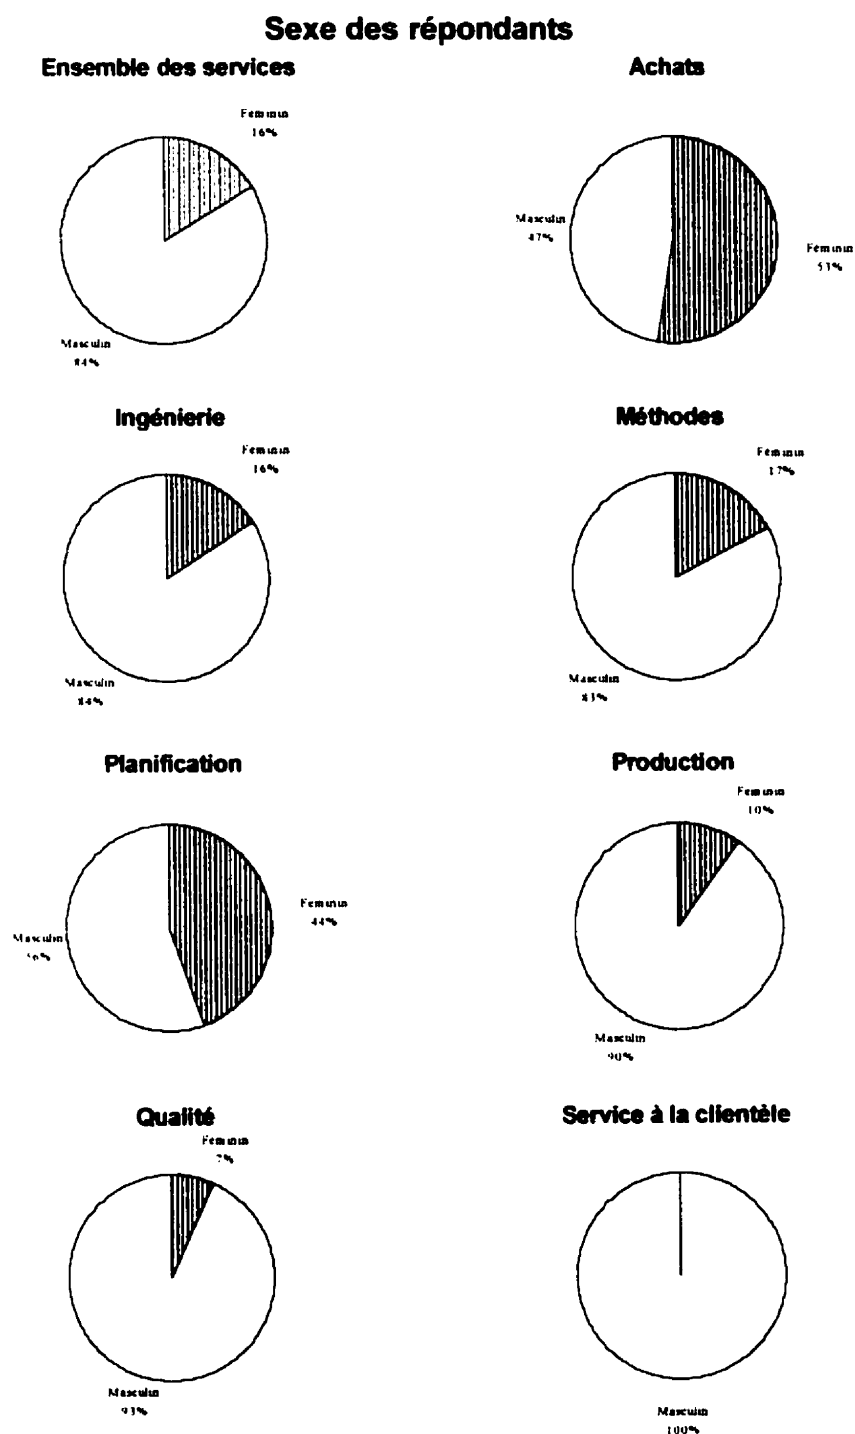 Sexe des répondants
Ensemble des services
Féminin
16%
Masculin
84%
Achats
Masculin
47%
Féminin
53%
Ingénierie
Féminin
16%
Masculin
84%
Méthodes
Féminin
17%
Masculin
83%
Planification
Féminin
44%
Masculin
56%
Production
Féminin
10%
Masculin
90%
Qualité
Féminin
7%
Masculin
93%
Service à la clientèle
Masculin
100%